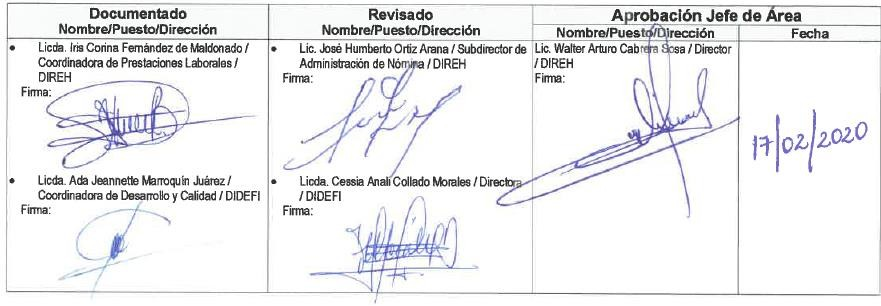 Documentado
Nombre/Puesto/Dirección
Revisado
Nombre/Puesto/Dirección
Aprobación Jefe de Área
Nombre/Puesto/Dirección
Fecha
• Licda. Iris Corina Fernández de Maldonado /
Coordinadora de Prestaciones Laborales /
DIREH
Firma:
• Lic. José Humberto Ortiz Arana / Subdirector de
Administración de Nómina / DIREH
Firma:
Lic. Walter Arturo Cabrera Sosa / Director
/ DIREH
Firma:
17/02/2020
• Licda. Ada Jeannette Marroquín Juárez /
Coordinadora de Desarrollo y Calidad / DIDEFI
Firma:
• Licda. Cessia Analí Collado Morales / Directora
/ DIDEFI
Firma: